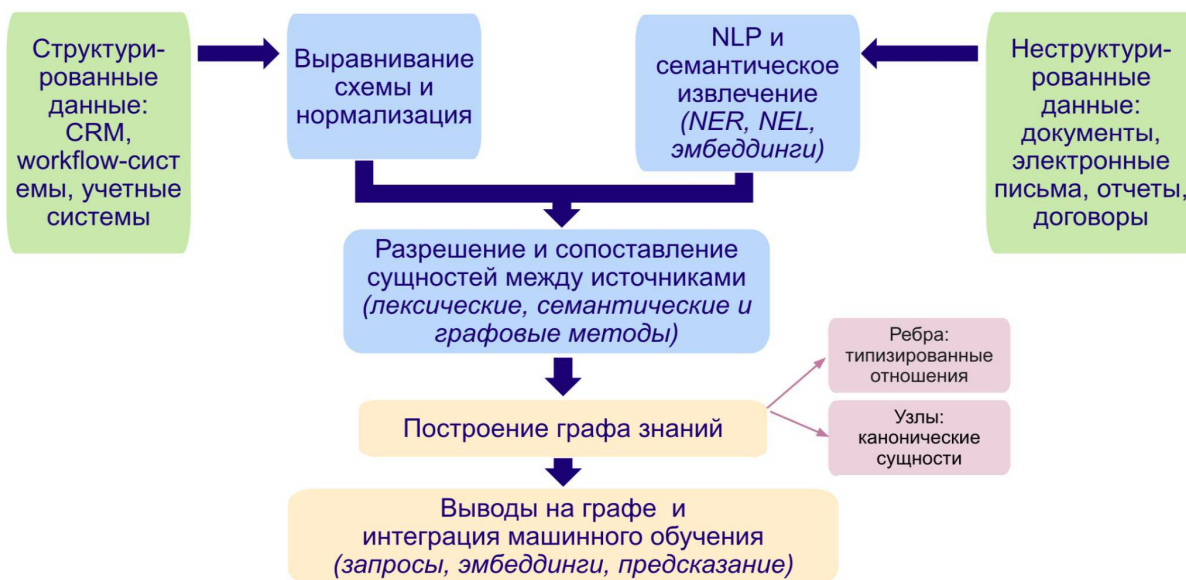 Структури-
рованные
данные:
CRM,
workflow-сист
емы, учетные
системы
Выравнивание
схемы и
нормализация
NLP и
семантическое
извлечение
(NER, NEL,
эмбеддинги)
Неструктури-
рованные
данные:
документы,
электронные
письма, отчеты,
договоры
Разрешение и сопоставление
сущностей между источниками
(лексические, семантические и
графовые методы)
Ребра:
типизированные
отношения
Построение графа знаний
Узлы:
канонические
сущности
Выводы на графе и
интеграция машинного обучения
(запросы, эмбеддинги, предсказание)